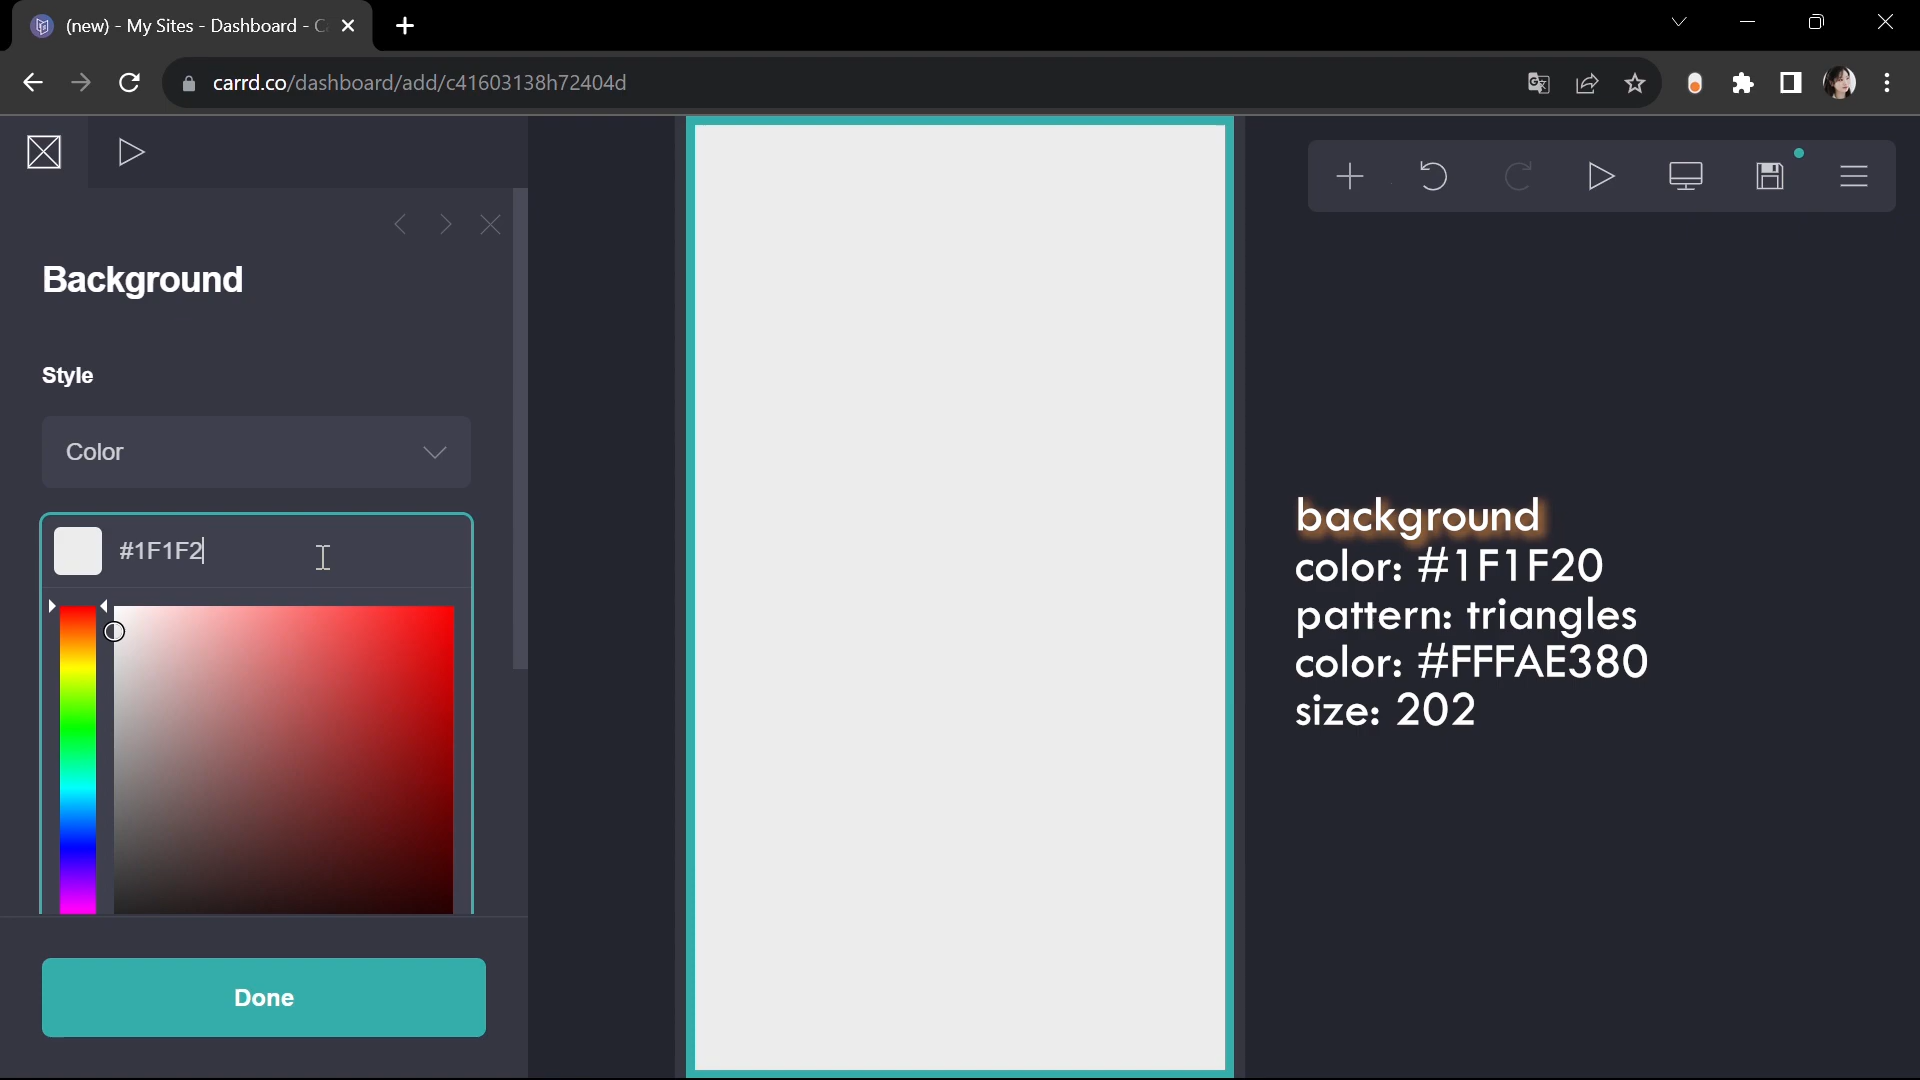 (new) - My Sites - Dashboard - C
carrd.co/dashboard/add/c41603138h72404d
Background
Style
Color
#1F1F2
Done
background
color: #1F1F20
pattern: triangles
color: #FFFAE380
size: 202